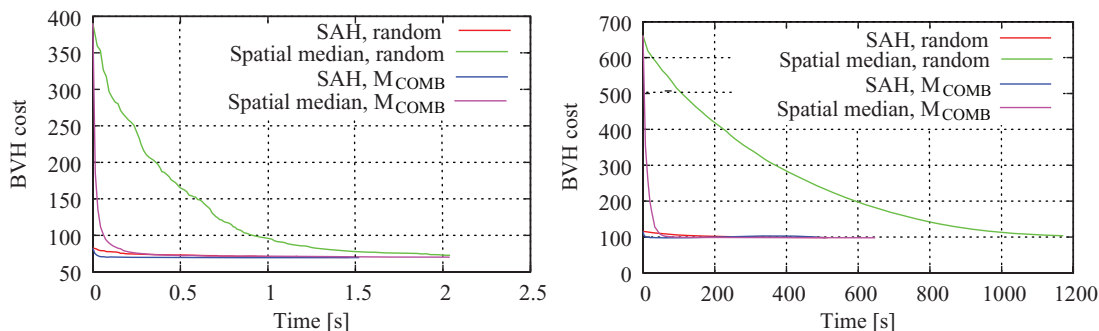 400
350
300
250
200
150
100
50
BVH cost
SAH, random
Spatial median, random
SAH, MCOMB
Spatial median, MCOMB
0 0.5 1 1.5 2 2.5
Time [s]
700
600
500
400
300
200
100
0
BVH cost
SAH, random
Spatial median, random
SAH, MCOMB
Spatial median, MCOMB
0 200 400 600 800 1000 1200
Time [s]